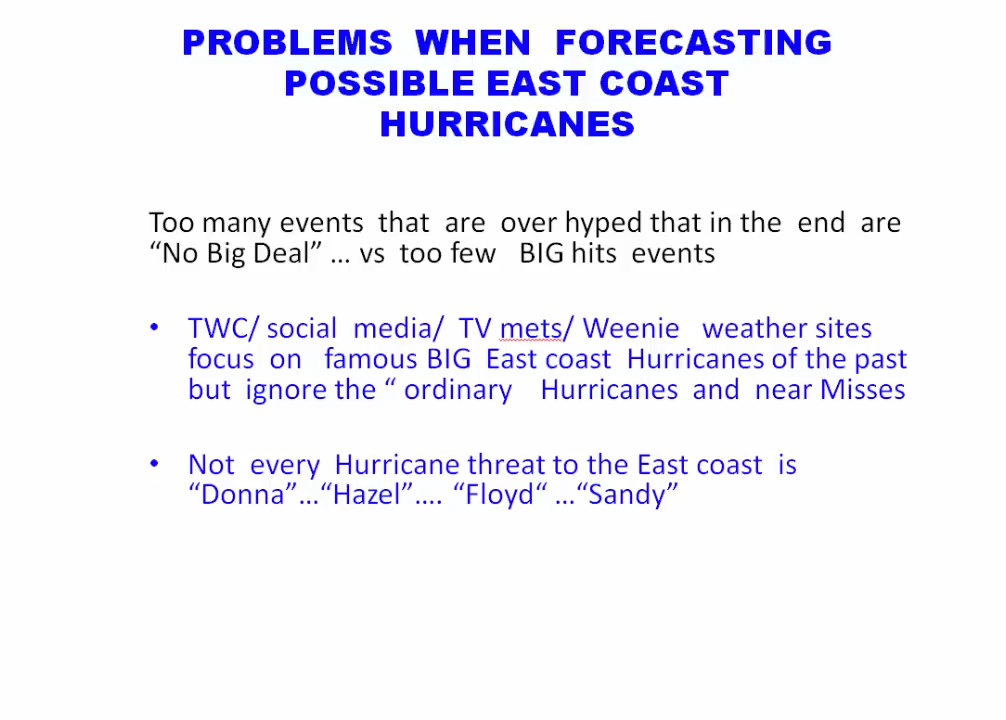 PROBLEMS WHEN FORECASTING
POSSIBLE EAST COAST
HURRICANES
Too many events that are over hyped that in the end are
“No Big Deal” … vs too few BIG hits events
• TWC/ social media/ TV mets/ Weenie weather sites
focus on famous BIG East coast Hurricanes of the past
but ignore the “ ordinary Hurricanes and near Misses
• Not every Hurricane threat to the East coast is
“Donna”…“Hazel”…. “Floyd“ …“Sandy”